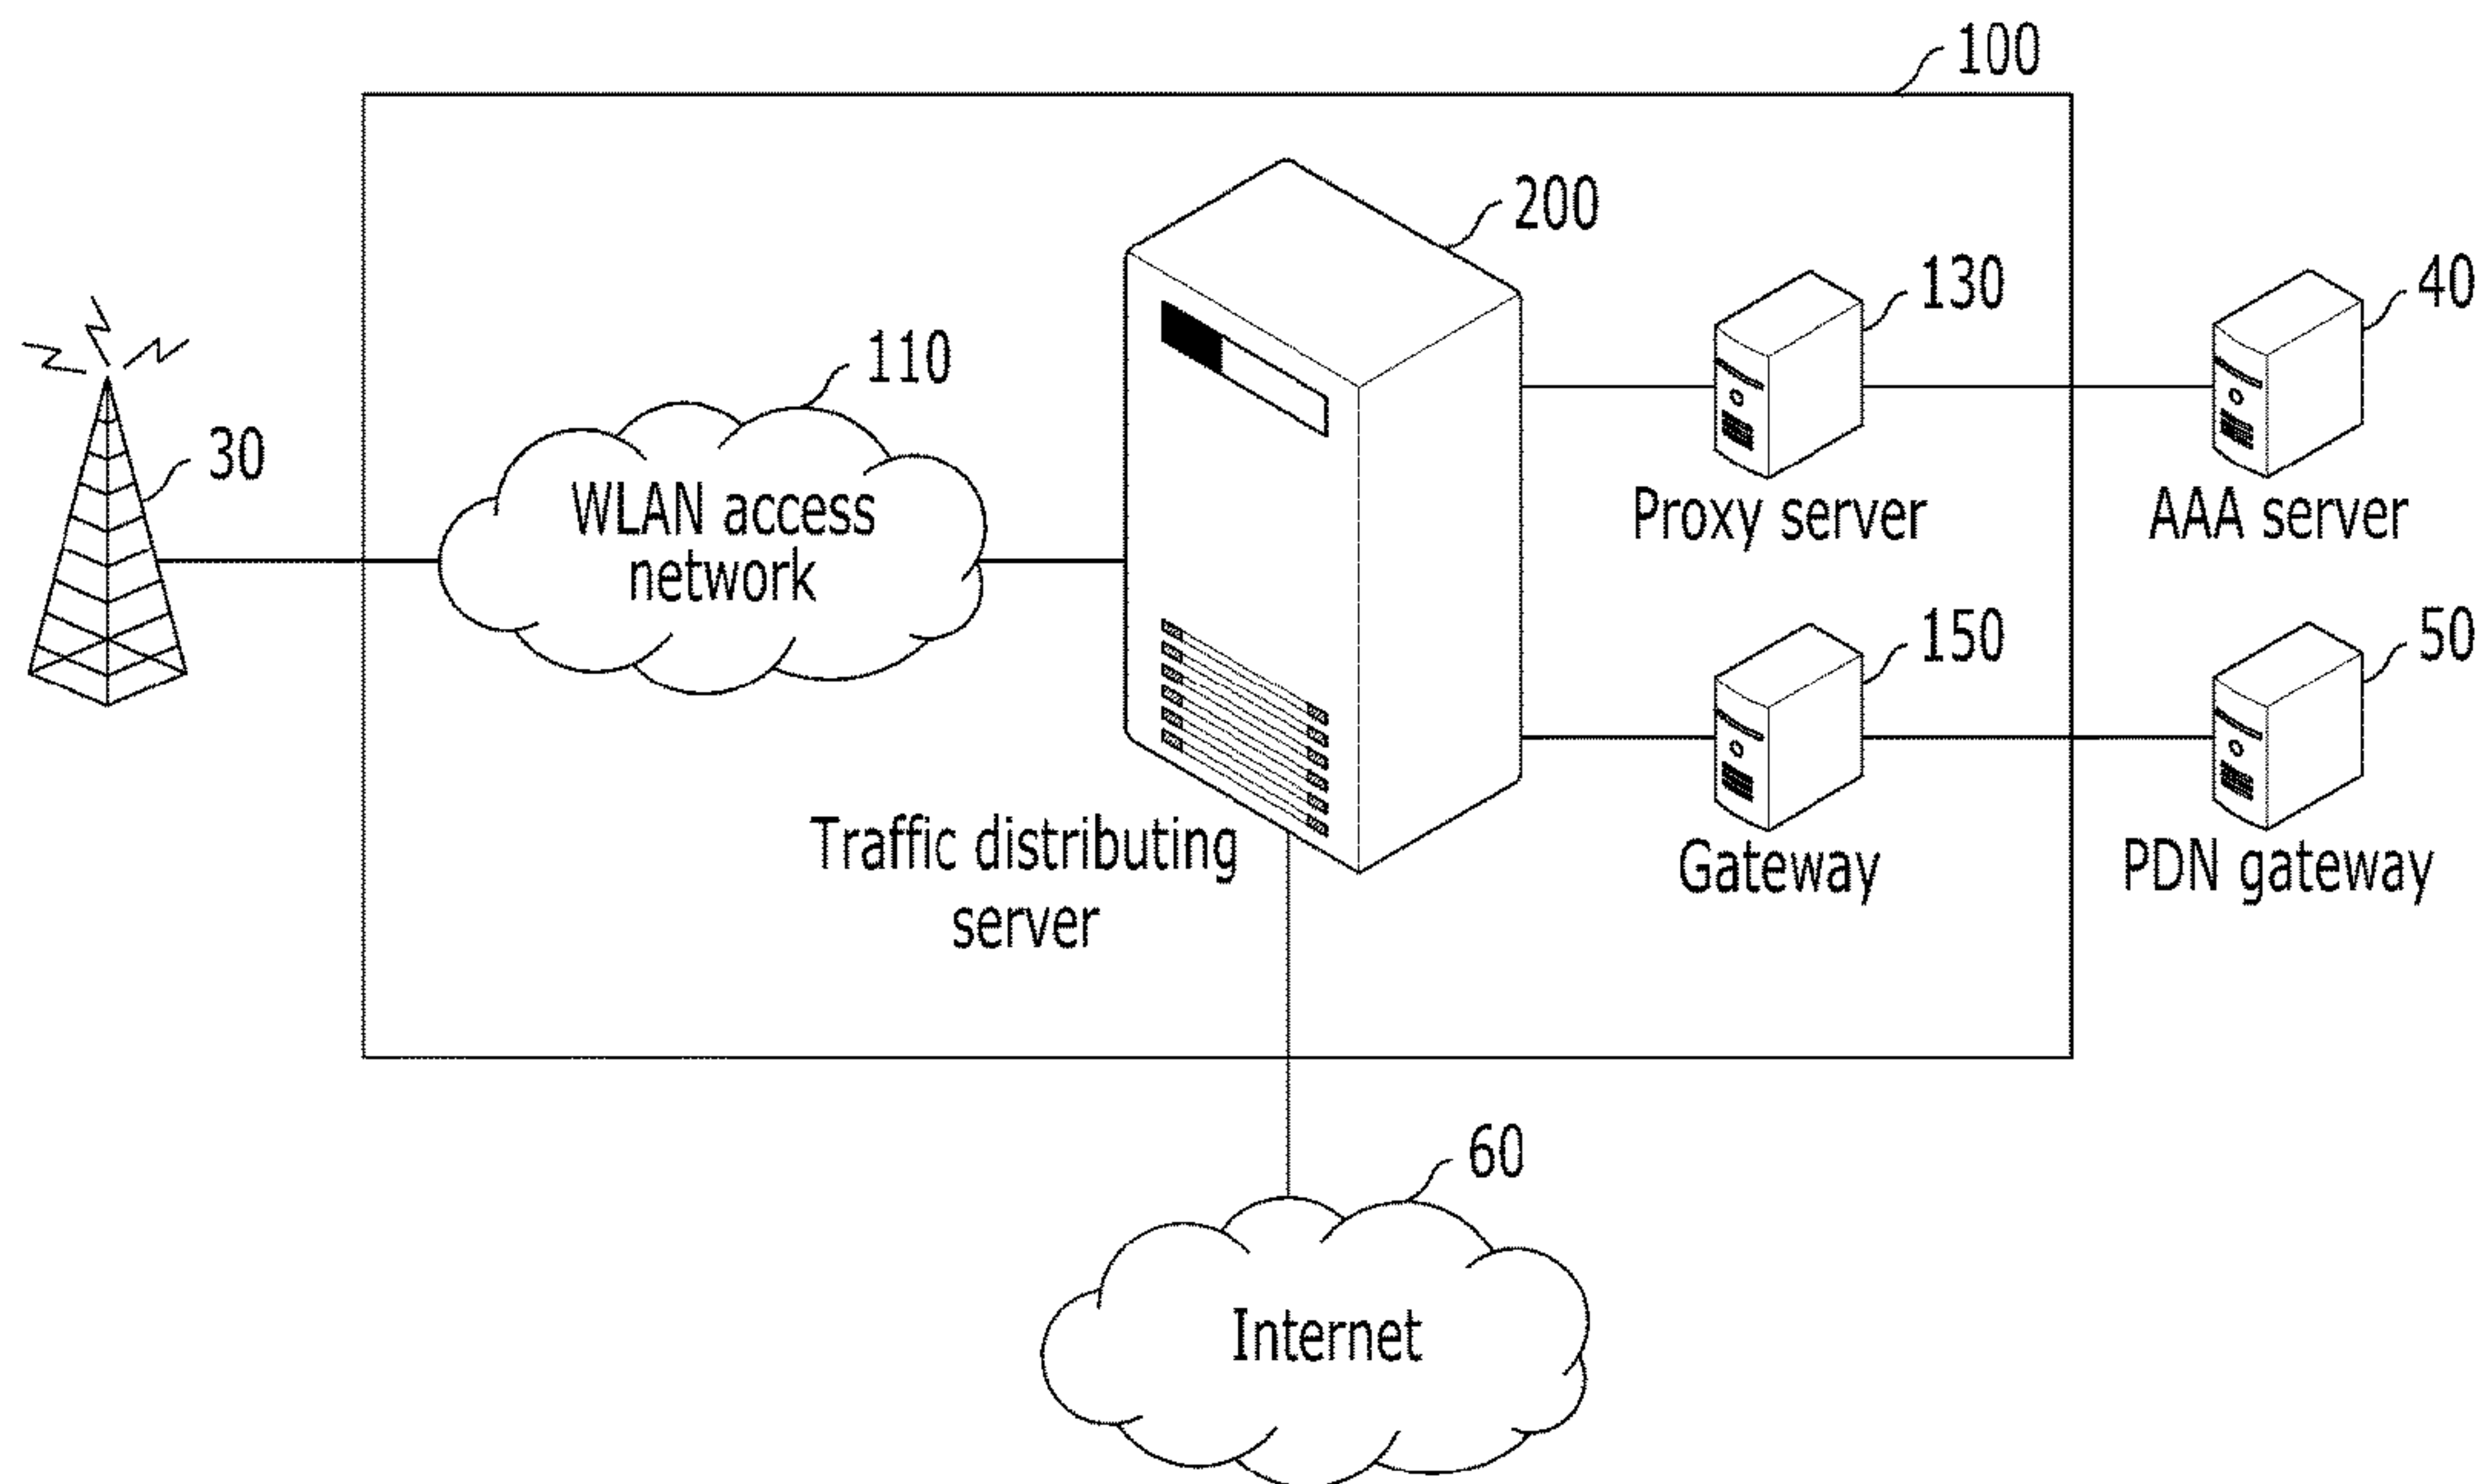 100
200
130
40
110
30
WLAN access
network
Proxy server
AAA server
150
50
Traffic distributing
server
Gateway
PDN gateway
60
Internet